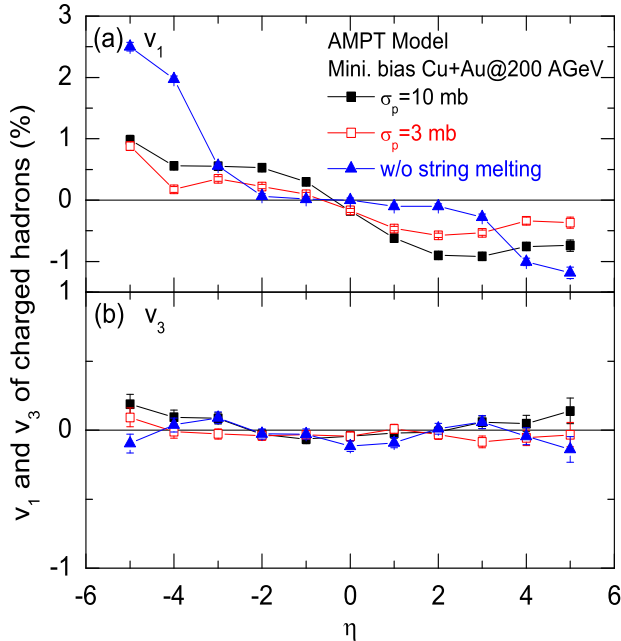 3
(a) v1
AMPT Model
Mini. bias Cu+Au@200 AGeV
σp=10 mb
σp=3 mb
w/o string melting
2
1
0
-1
1
(b) v3
0
-1
-6 -4 -2 0 2 4 6
η
v1 and v3 of charged hadrons (%)